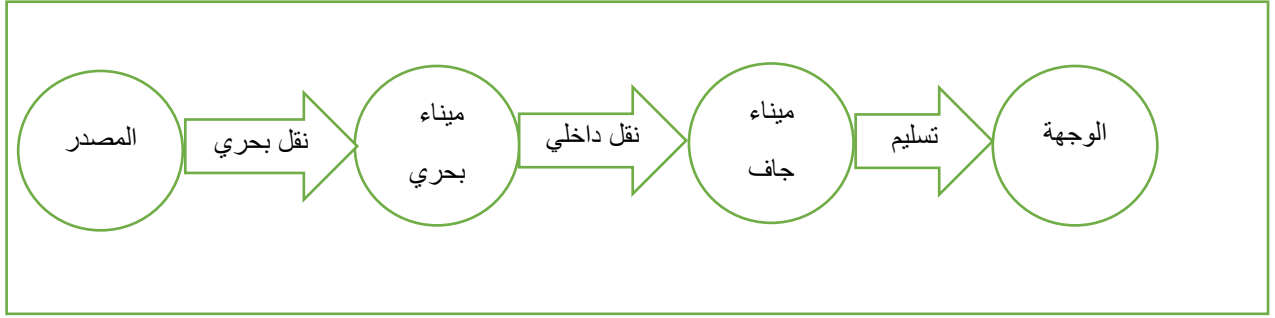 المصدر
نقل بحري
ميناء
بحري
نقل داخلي
ميناء
جاف
تسليم
الوجهة